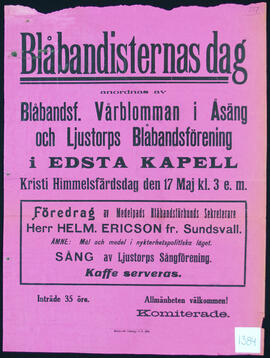 Blåbandisternas dag
anordnas av
Blåbandsf. Vårblomman i Åsäng
och Ljustorps Blåbandsförening
i EDSTA KAPELL
Kristi Himmelsfärdsdag den 17 Maj kl. 3 e. m.
Föredrag av Medelpads Blåbandsförbunds Sekreterare
Herr HELM. ERICSON fr. Sundsvall.
ÄMNE: Mål och medel i nykterhetspolitiska läget.
SÅNG av Ljustorps Sångförening.
Kaffe serveras.
Inträde 35 öre.
Allmänheten välkommen!
Komiterade.
1384